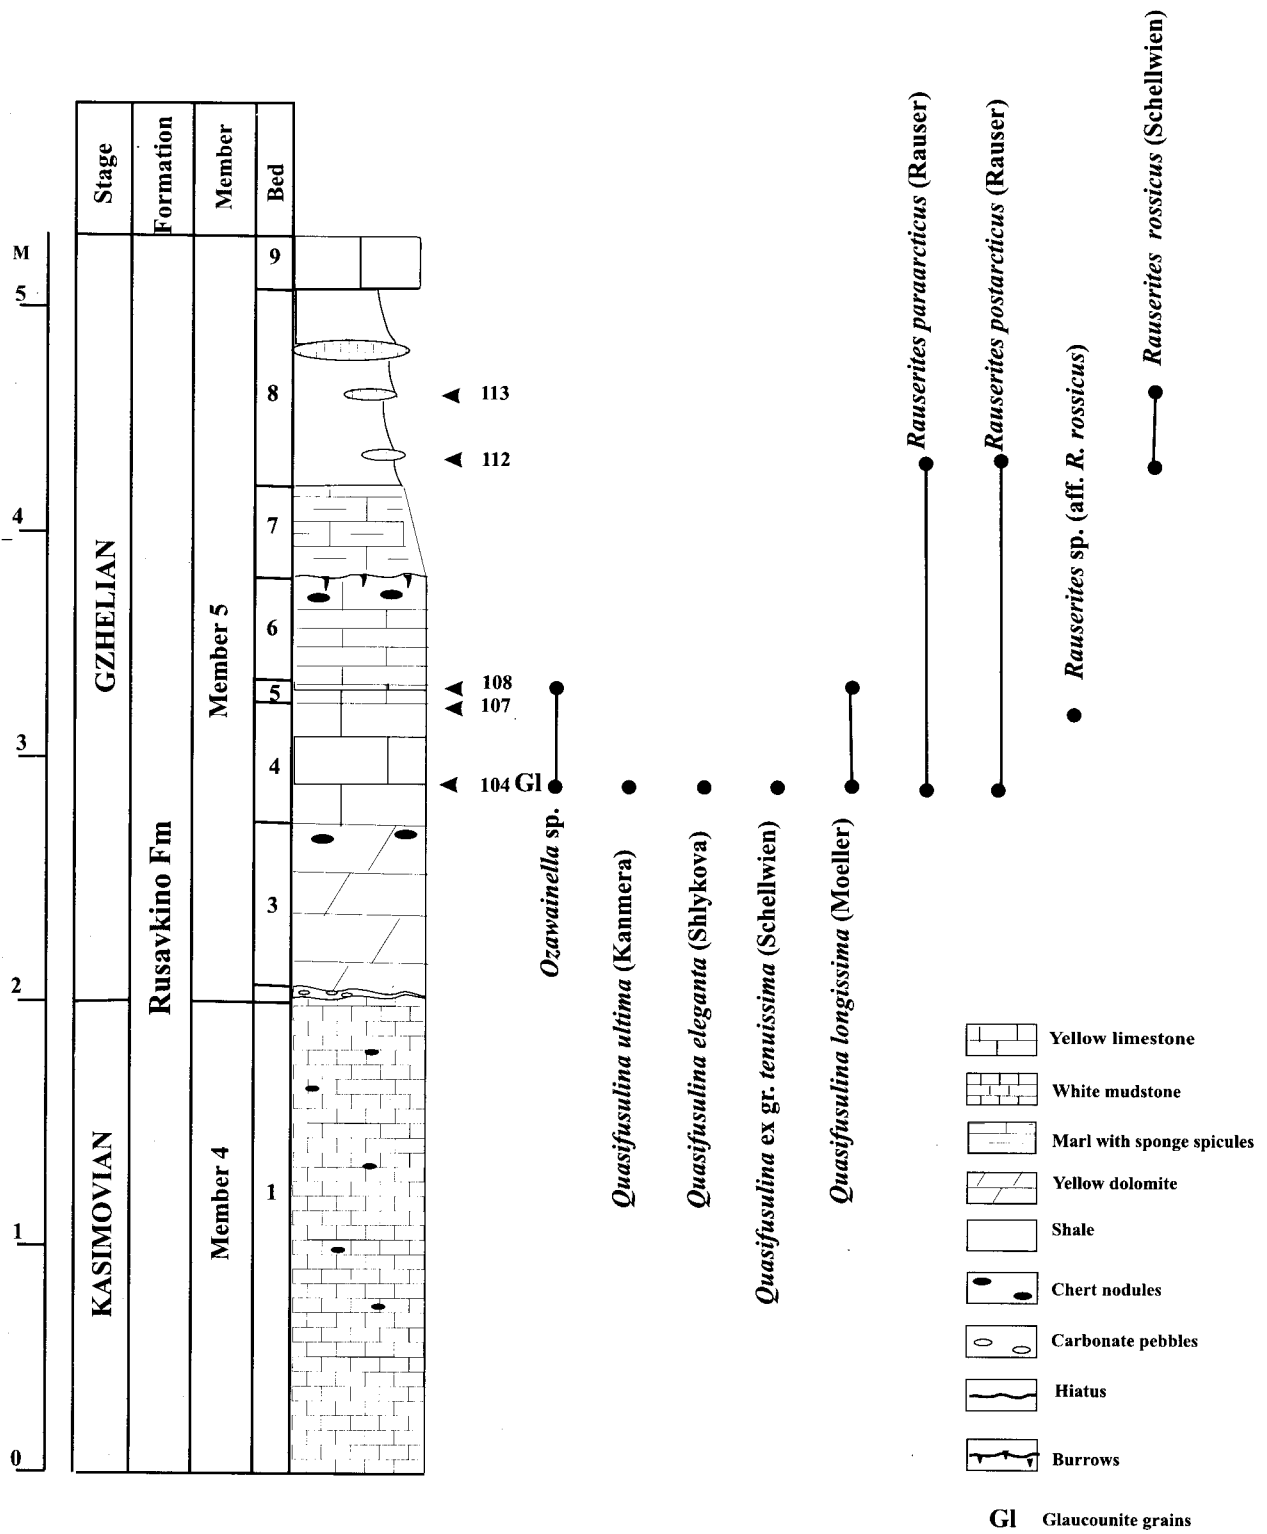 Stage
Formation
Member
Bed
M
5
4
3
2
1
0
GZHELIAN
KASIMOVIAN
Rusavkino Fm
Member 5
Member 4
9
8
7
6
5
4
3
1
113
112
108
107
104 Gl
Ozawainella sp.
Quasifusulina ultima (Kanmera)
Quasifusulina eleganta (Shlykova)
Quasifusulina ex gr. tenuissima (Schellwien)
Quasifusulina longissima (Moeller)
Rauserites paraarcticus (Rauser)
Rauserites postarcticus (Rauser)
Rauserites sp. (aff. R. rossicus)
Rauserites rossicus (Schellwien)
Yellow limestone
White mudstone
Marl with sponge spicules
Yellow dolomite
Shale
Chert nodules
Carbonate pebbles
Hiatus
Burrows
Gl Glaucounite grains